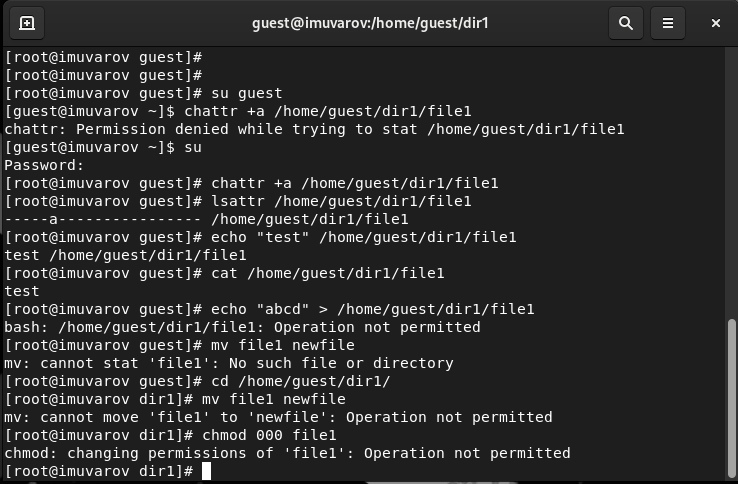 guest@imuvarov:/home/guest/dir1
[root@imuvarov guest]#
[root@imuvarov guest]#
[root@imuvarov guest]# su guest
[guest@imuvarov ~]$ chattr +a /home/guest/dir1/file1
chattr: Permission denied while trying to stat /home/guest/dir1/file1
[guest@imuvarov ~]$ su
Password:
[root@imuvarov guest]# chattr +a /home/guest/dir1/file1
[root@imuvarov guest]# lsattr /home/guest/dir1/file1
-----a---------------- /home/guest/dir1/file1
[root@imuvarov guest]# echo "test" /home/guest/dir1/file1
test /home/guest/dir1/file1
[root@imuvarov guest]# cat /home/guest/dir1/file1
test
[root@imuvarov guest]# echo "abcd" > /home/guest/dir1/file1
bash: /home/guest/dir1/file1: Operation not permitted
[root@imuvarov guest]# mv file1 newfile
mv: cannot stat 'file1': No such file or directory
[root@imuvarov guest]# cd /home/guest/dir1/
[root@imuvarov dir1]# mv file1 newfile
mv: cannot move 'file1' to 'newfile': Operation not permitted
[root@imuvarov dir1]# chmod 000 file1
chmod: changing permissions of 'file1': Operation not permitted
[root@imuvarov dir1]#